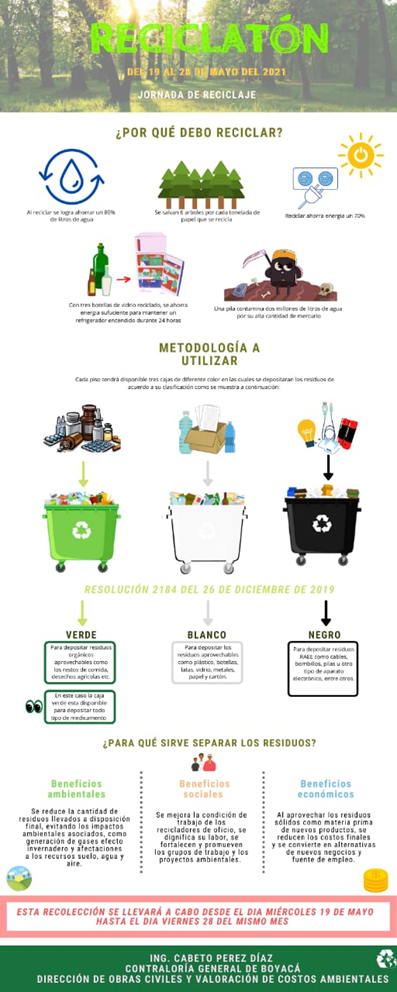 RECICLATÓN
DEL 19 AL 28 DE MAYO DEL 2021
JORNADA DE RECICLAJE
¿POR QUÉ DEBO RECICLAR?
Al reciclar se logra ahorrar un 80%
de litros de agua
Se salvan 6 arboles por cada tonelada de
papel que se recicla
Reciclar ahorra energia un 70%
Con tres botellas de vidrio reciclado, se ahorra
energia suficiente para mantener un
refrigerador encendido durante 24 horas
Una pila contamina dos millones de litros de agua
por su alta cantidad de mercurio
METODOLOGÍA A
UTILIZAR
Cada piso tendrá disponible tres cajas de diferente color en las cuales se depositaran los residuos de
acuerdo a su clasificación como se muestra a continuación:
RESOLUCIÓN 2184 DEL 26 DE DICIEMBRE DE 2019
VERDE
Para depositar residuos
orgánicos
aprovechables como
los restos de comida,
desechos agrícolas etc.
En este caso la caja
verde esta disponible
para depositar todo
tipo de medicamento
BLANCO
Para depositar los
residuos aprovechables
como plástico, botellas,
latas, vidrio, metales,
papel y cartón.
NEGRO
Para depositar residuos
RAEE como cables,
bombilos, pilas u otro
tipo de aparato
electrónico, entre otros.
¿PARA QUÉ SIRVE SEPARAR LOS RESIDUOS?
Beneficios
ambientales
Se reduce la cantidad de
residuos llevados a disposición
final, evitando los impactos
ambientales asociados, como
generación de gases efecto
invernadero y afectaciones
a los recursos suelo, agua y
aire.
Beneficios
sociales
Se mejora la condición de
trabajo de los
recicladores de oficio, se
dignifica su labor, se
fortalecen y promueven
los grupos de trabajo y los
proyectos ambientales.
Beneficios
económicos
Al aprovechar los residuos
sólidos como materia prima
de nuevos productos, se
reducen los costos finales
y se convierte en alternativas
de nuevos negocios y
fuente de empleo.
ESTA RECOLECCIÓN SE LLEVARÁ A CABO DESDE EL DIA MIÉRCOLES 19 DE MAYO
HASTA EL DIA VIERNES 28 DEL MISMO MES
ING. CABETO PEREZ DÍAZ
CONTRALORÍA GENERAL DE BOYACÁ
DIRECCIÓN DE OBRAS CIVILES Y VALORACIÓN DE COSTOS AMBIENTALES